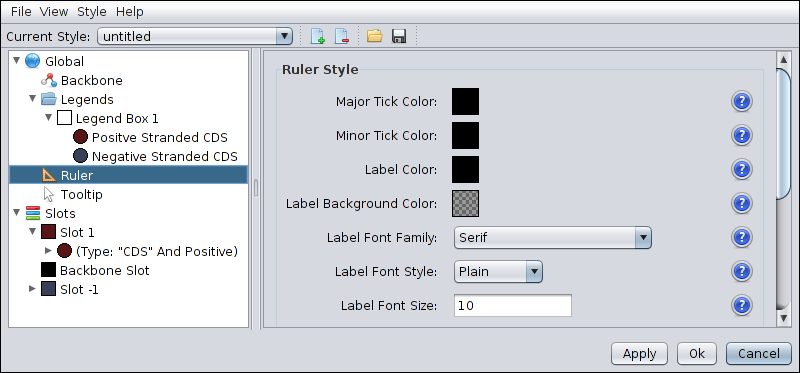 File View Style Help
Current Style: untitled
Global
Backbone
Legends
Legend Box 1
Positve Stranded CDS
Negative Stranded CDS
Ruler
Tooltip
Slots
Slot 1
(Type: "CDS" And Positive)
Backbone Slot
Slot -1
Ruler Style
Major Tick Color: ?
Minor Tick Color: ?
Label Color: ?
Label Background Color: ?
Label Font Family: Serif ?
Label Font Style: Plain ?
Label Font Size: 10 ?
Apply Ok Cancel